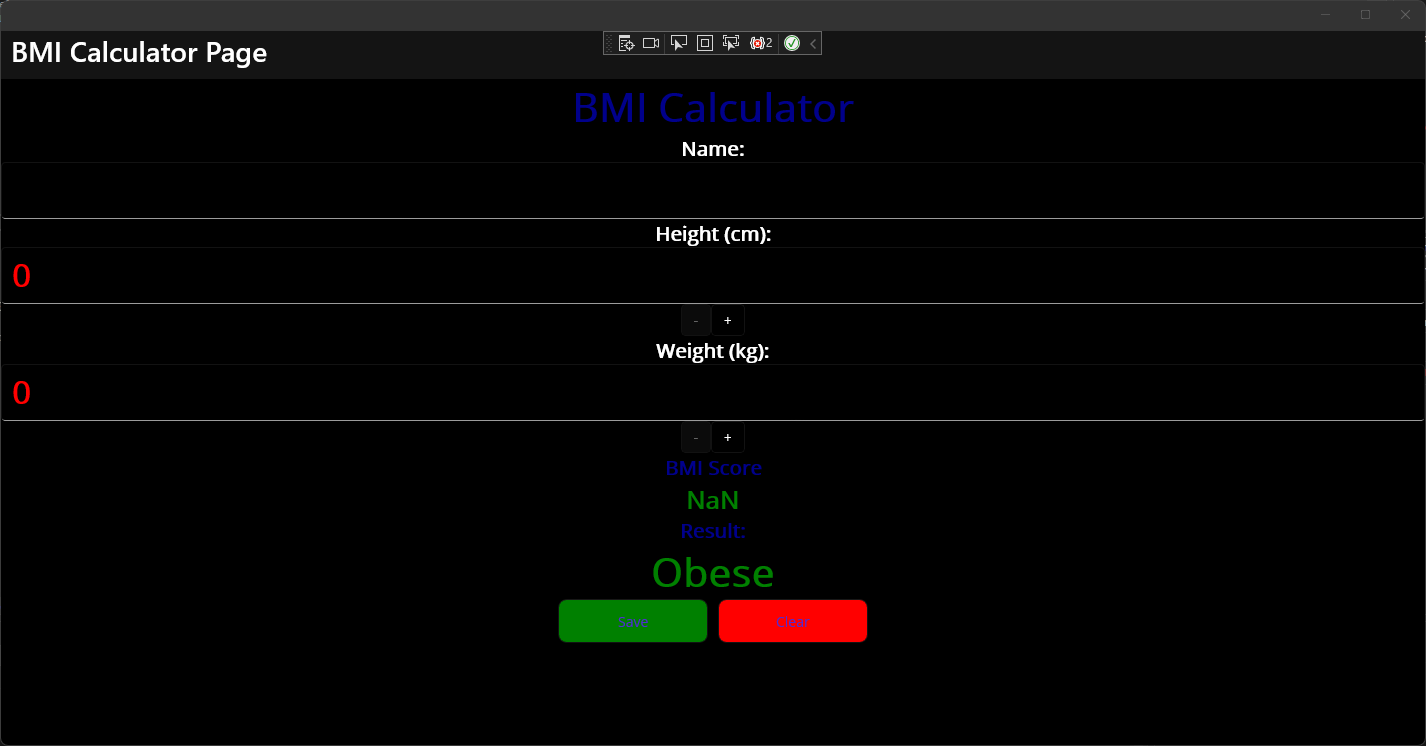 BMI Calculator Page
2
BMI Calculator
Name:
Height (cm):
0
- +
Weight (kg):
0
- +
BMI Score
NaN
Result:
Obese
Save Clear